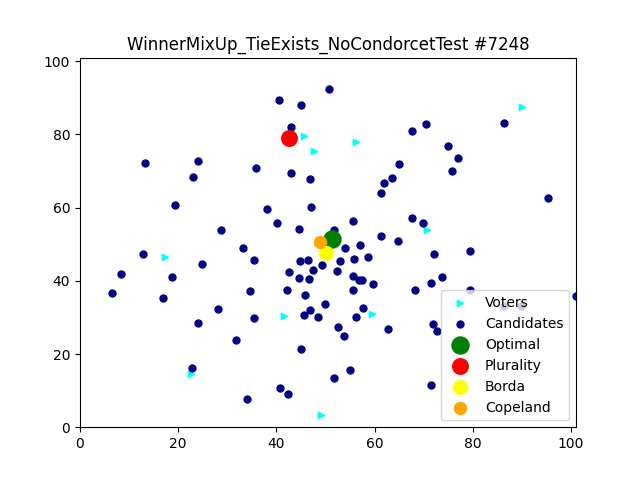 WinnerMixUp_TieExists_NoCondorcetTest #7248
100
80
60
40
20
0
Voters
Candidates
Optimal
Plurality
Borda
Copeland
0 20 40 60 80 100